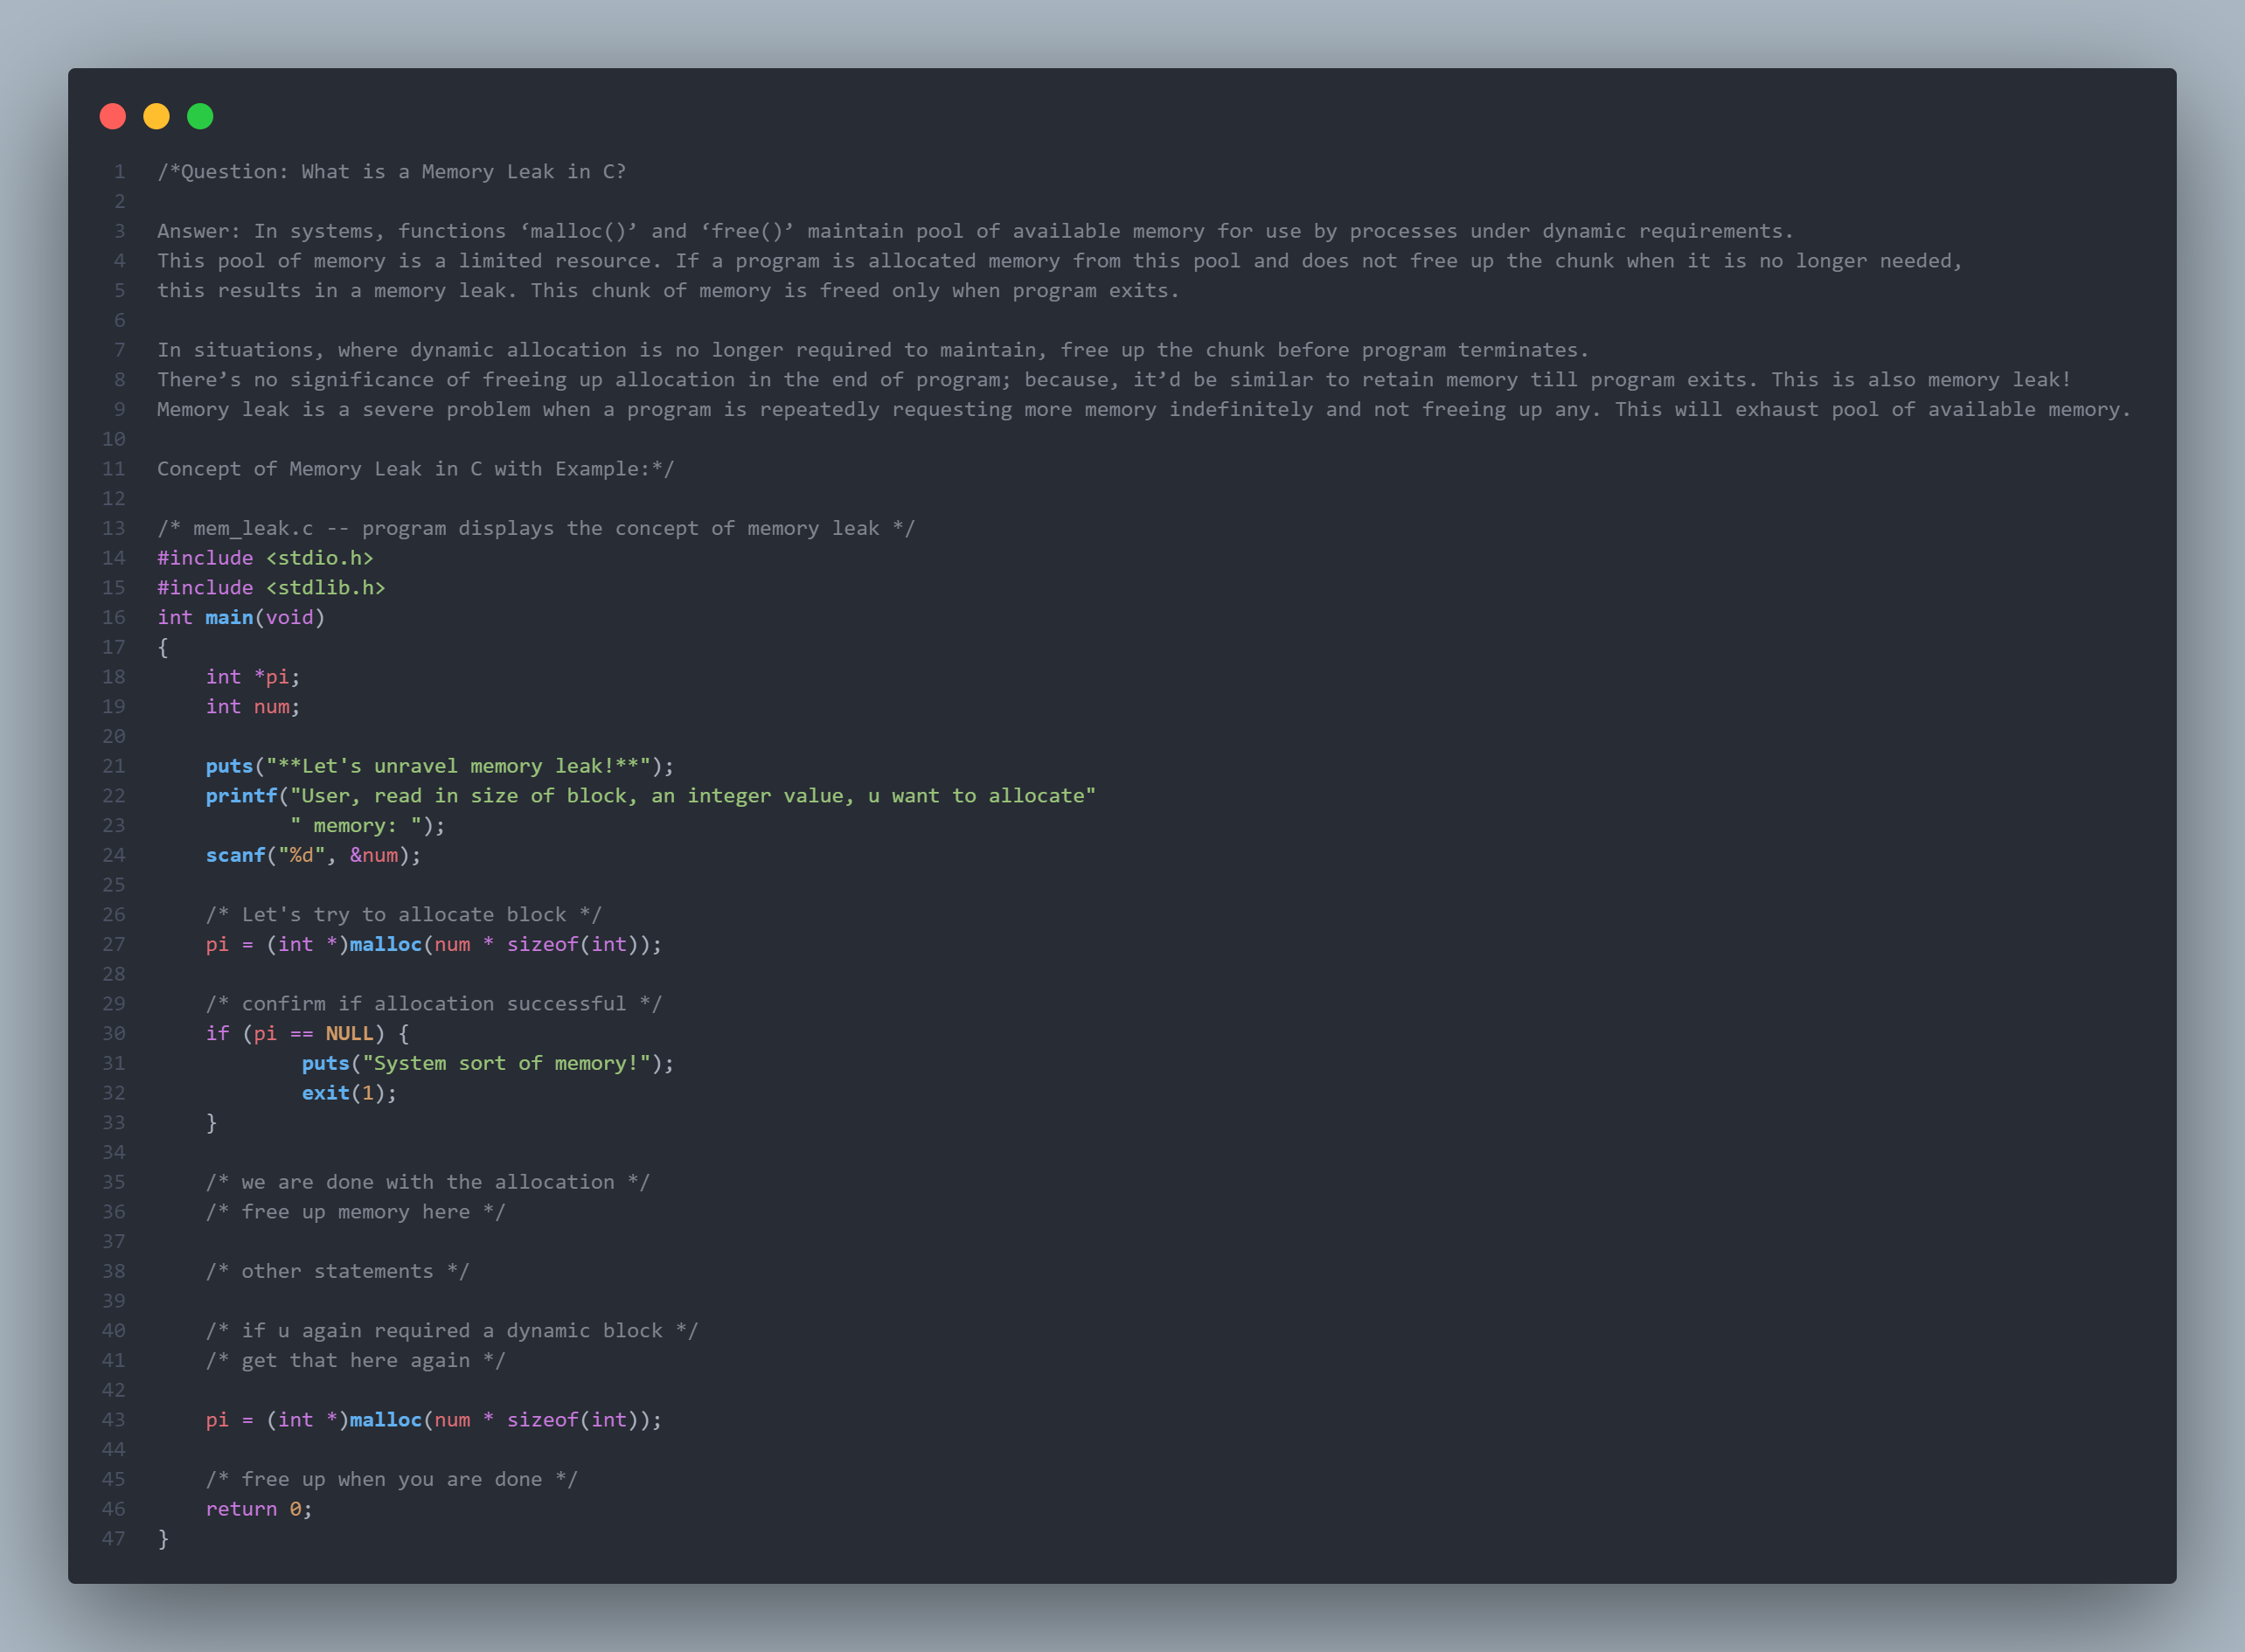 1 /*Question: What is a Memory Leak in C?
2
3 Answer: In systems, functions ‘malloc()’ and ‘free()’ maintain pool of available memory for use by processes under dynamic requirements.
4 This pool of memory is a limited resource. If a program is allocated memory from this pool and does not free up the chunk when it is no longer needed,
5 this results in a memory leak. This chunk of memory is freed only when program exits.
6
7 In situations, where dynamic allocation is no longer required to maintain, free up the chunk before program terminates.
8 There’s no significance of freeing up allocation in the end of program; because, it’d be similar to retain memory till program exits. This is also memory leak!
9 Memory leak is a severe problem when a program is repeatedly requesting more memory indefinitely and not freeing up any. This will exhaust pool of available memory.
10
11 Concept of Memory Leak in C with Example:*/
12
13 /* mem_leak.c -- program displays the concept of memory leak */
14 #include <stdio.h>
15 #include <stdlib.h>
16 int main(void)
17 {
18     int *pi;
19     int num;
20
21     puts("**Let's unravel memory leak!**");
22     printf("User, read in size of block, an integer value, u want to allocate"
23            " memory: ");
24     scanf("%d", &num);
25
26     /* Let's try to allocate block */
27     pi = (int *)malloc(num * sizeof(int));
28
29     /* confirm if allocation successful */
30     if (pi == NULL) {
31             puts("System sort of memory!");
32             exit(1);
33     }
34
35     /* we are done with the allocation */
36     /* free up memory here */
37
38     /* other statements */
39
40     /* if u again required a dynamic block */
41     /* get that here again */
42
43     pi = (int *)malloc(num * sizeof(int));
44
45     /* free up when you are done */
46     return 0;
47 }